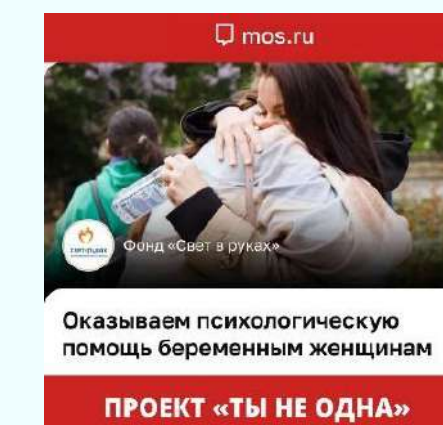 mos.ru
Фонд «Свет в руках»
Оказываем психологическую
помощь беременным женщинам
ПРОЕКТ «ТЫ НЕ ОДНА»